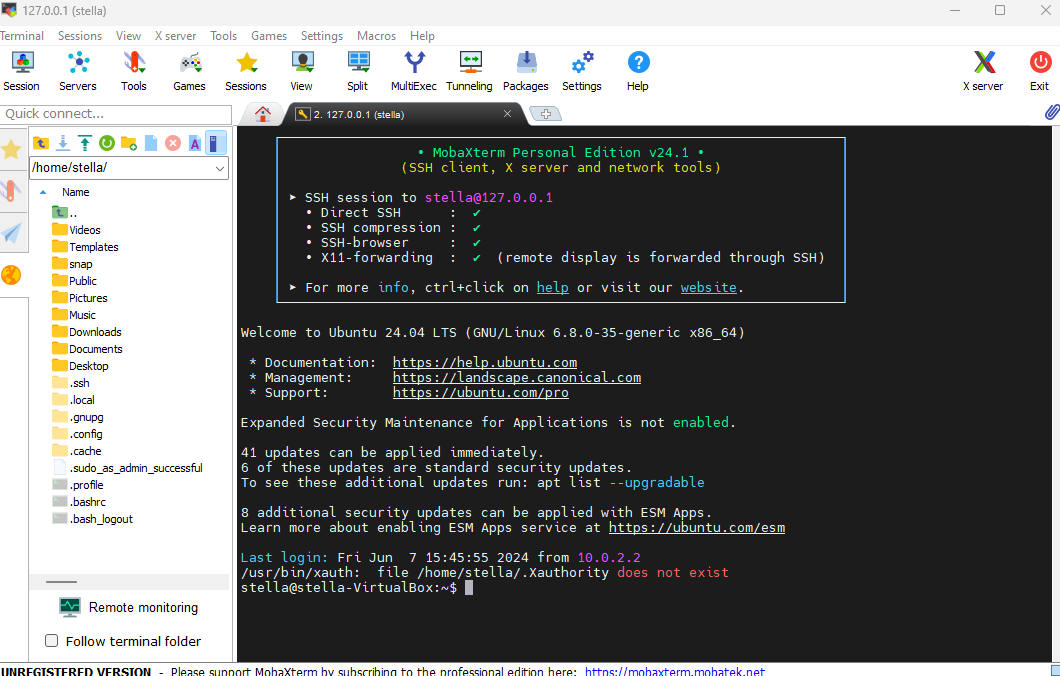 127.0.0.1 (stella)
Terminal Sessions View X server Tools Games Settings Macros Help
Session Servers Tools Games Sessions View Split MultiExec Tunneling Packages Settings Help X server Exit
Quick connect...
2. 127.0.0.1 (stella)
/home/stella/
Name
..
Videos
Templates
snap
Public
Pictures
Music
Downloads
Documents
Desktop
.ssh
.local
.gnupg
.config
.cache
.sudo_as_admin_successful
.profile
.bashrc
.bash_logout
Remote monitoring
Follow terminal folder
• MobaXterm Personal Edition v24.1 •
(SSH client, X server and network tools)
➤ SSH session to stella@127.0.0.1
• Direct SSH : ✔
• SSH compression : ✔
• SSH-browser : ✔
• X11-forwarding : ✔ (remote display is forwarded through SSH)
➤ For more info, ctrl+click on help or visit our website.
Welcome to Ubuntu 24.04 LTS (GNU/Linux 6.8.0-35-generic x86_64)
* Documentation: https://help.ubuntu.com
* Management: https://landscape.canonical.com
* Support: https://ubuntu.com/pro
Expanded Security Maintenance for Applications is not enabled.
41 updates can be applied immediately.
6 of these updates are standard security updates.
To see these additional updates run: apt list --upgradable
8 additional security updates can be applied with ESM Apps.
Learn more about enabling ESM Apps service at https://ubuntu.com/esm
Last login: Fri Jun 7 15:45:55 2024 from 10.0.2.2
/usr/bin/xauth: file /home/stella/.Xauthority does not exist
stella@stella-VirtualBox:~$
UNREGISTERED VERSION - Please support MobaXterm by subscribing to the professional edition here: https://mobaxterm.mobatek.net